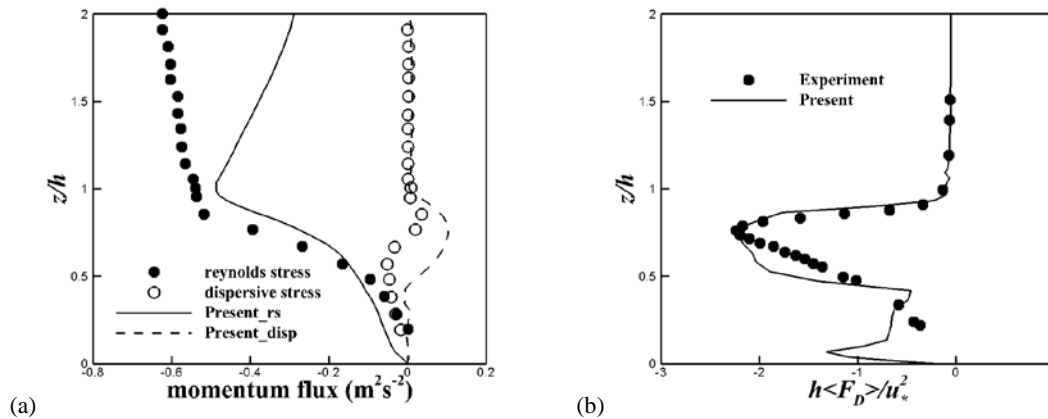 2
1.5
z/h
1
0.5
0
reynolds stress
dispersive stress
Present_rs
Present_disp
-0.8 -0.6 -0.4 -0.2 0 0.2
momentum flux (m²s⁻²)
(a)
2
1.5
z/h
1
0.5
0
Experiment
Present
-3 -2 -1 0
h<F_D>/u_*^2
(b)